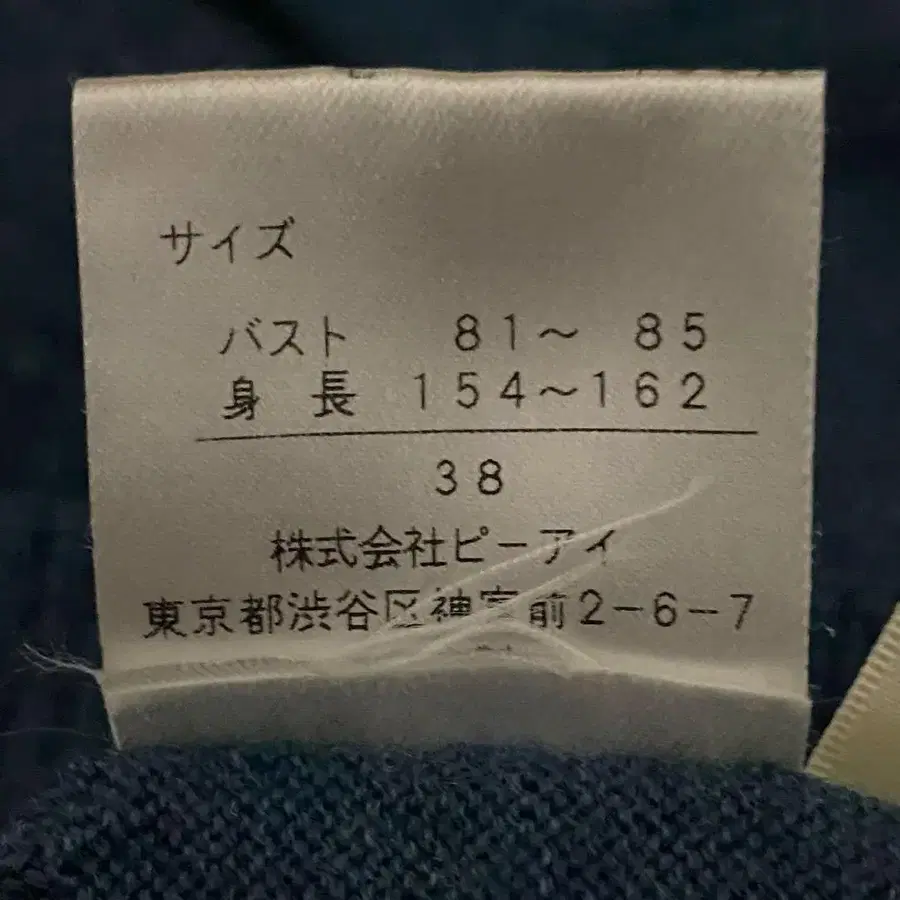 サイズ
バスト 81～ 85
身 長 154～162
38
株式会社ピーアイ
東京都渋谷区神宮前2-6-7